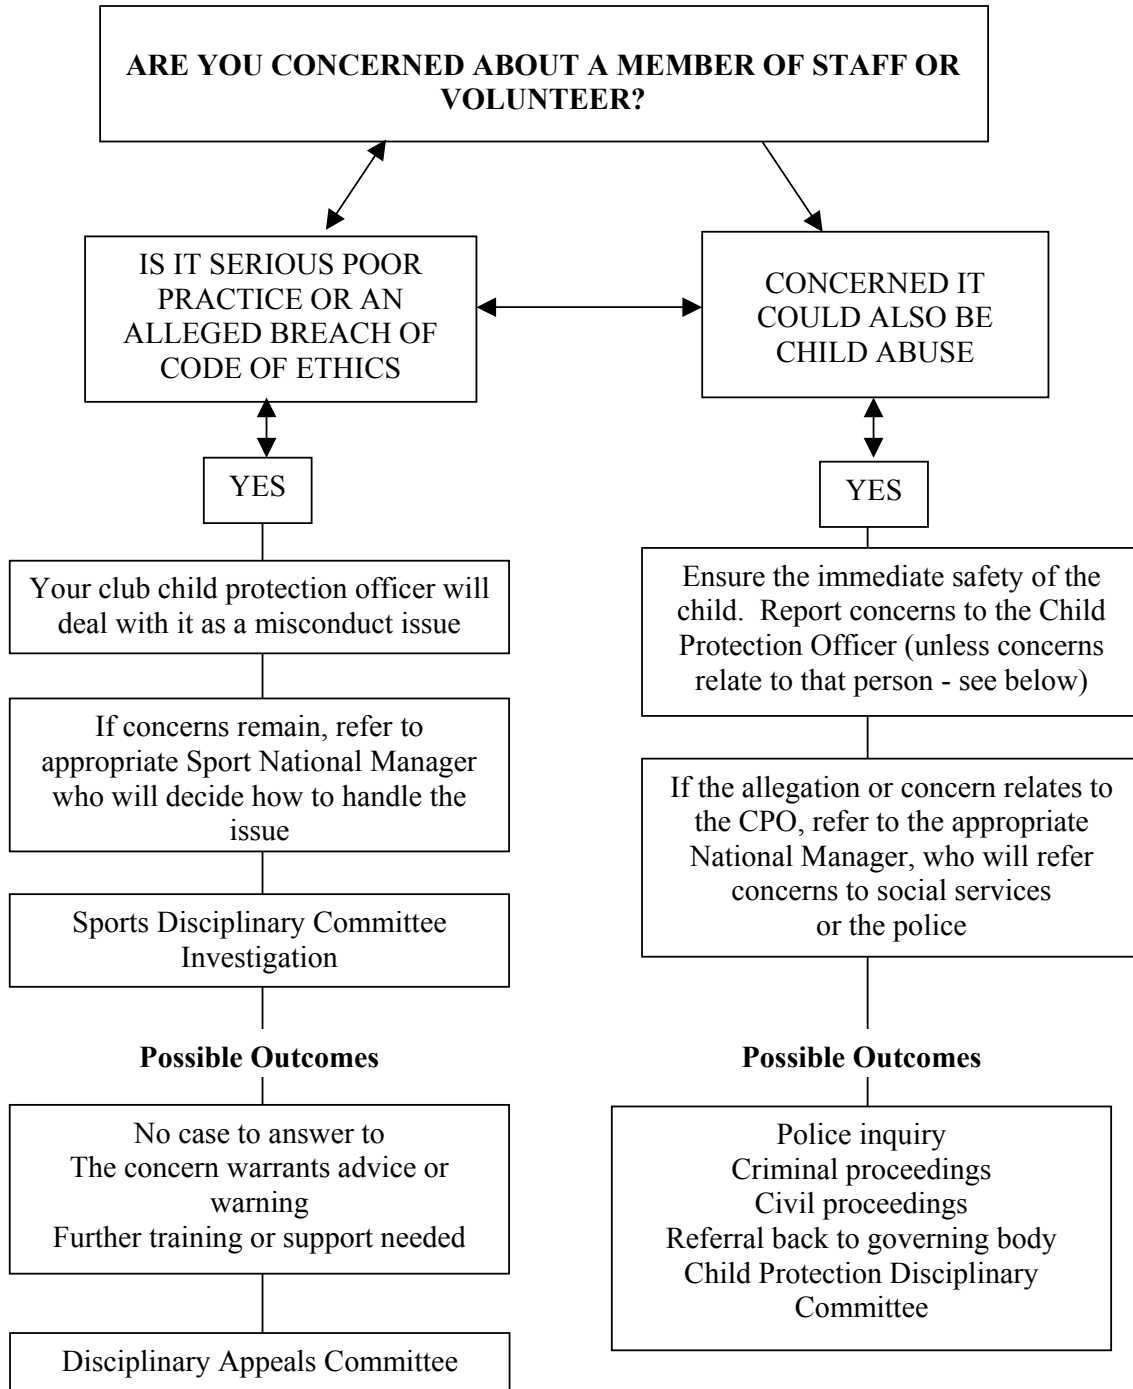 ARE YOU CONCERNED ABOUT A MEMBER OF STAFF OR
VOLUNTEER?
IS IT SERIOUS POOR
PRACTICE OR AN
ALLEGED BREACH OF
CODE OF ETHICS
CONCERNED IT
COULD ALSO BE
CHILD ABUSE
YES
YES
Your club child protection officer will
deal with it as a misconduct issue
Ensure the immediate safety of the
child.  Report concerns to the Child
Protection Officer (unless concerns
relate to that person - see below)
If concerns remain, refer to
appropriate Sport National Manager
who will decide how to handle the
issue
If the allegation or concern relates to
the CPO, refer to the appropriate
National Manager, who will refer
concerns to social services
or the police
Sports Disciplinary Committee
Investigation
Possible Outcomes
Possible Outcomes
No case to answer to
The concern warrants advice or
warning
Further training or support needed
Police inquiry
Criminal proceedings
Civil proceedings
Referral back to governing body
Child Protection Disciplinary
Committee
Disciplinary Appeals Committee